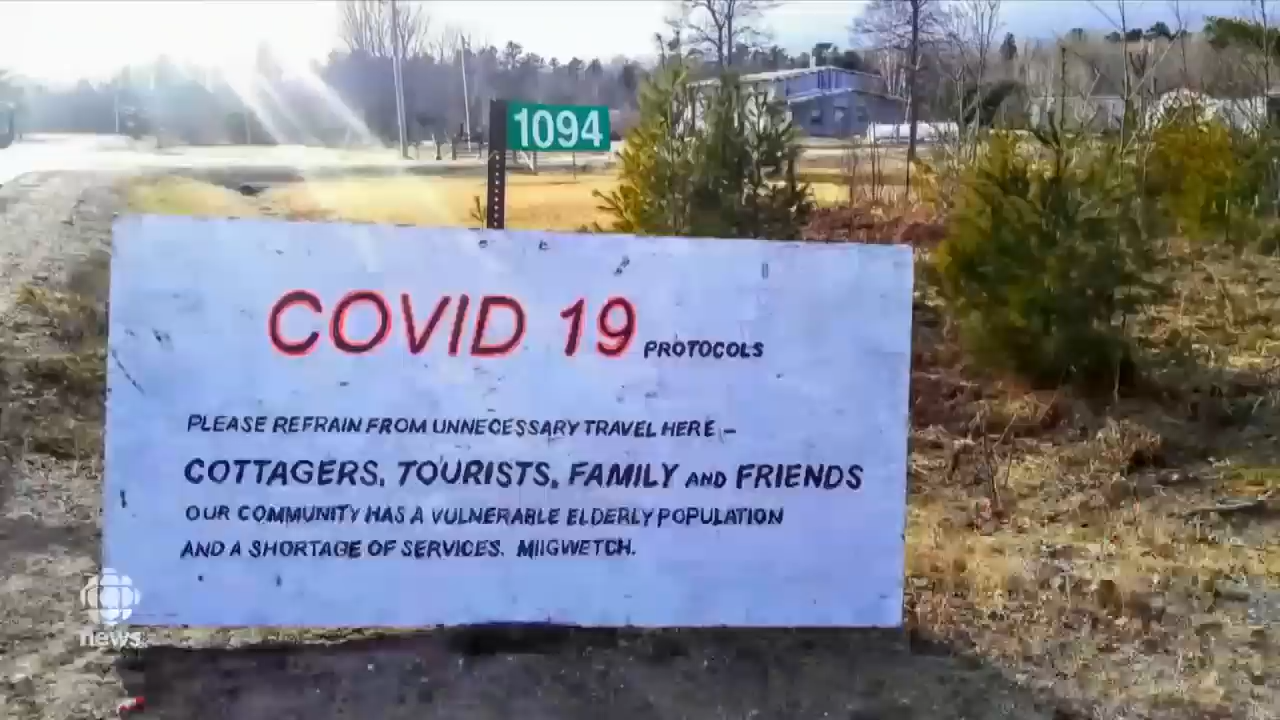 1094
COVID 19 PROTOCOLS
PLEASE REFRAIN FROM UNNECESSARY TRAVEL HERE –
COTTAGERS, TOURISTS, FAMILY AND FRIENDS
OUR COMMUNITY HAS A VULNERABLE ELDERLY POPULATION
AND A SHORTAGE OF SERVICES. MIIGWETCH.
news